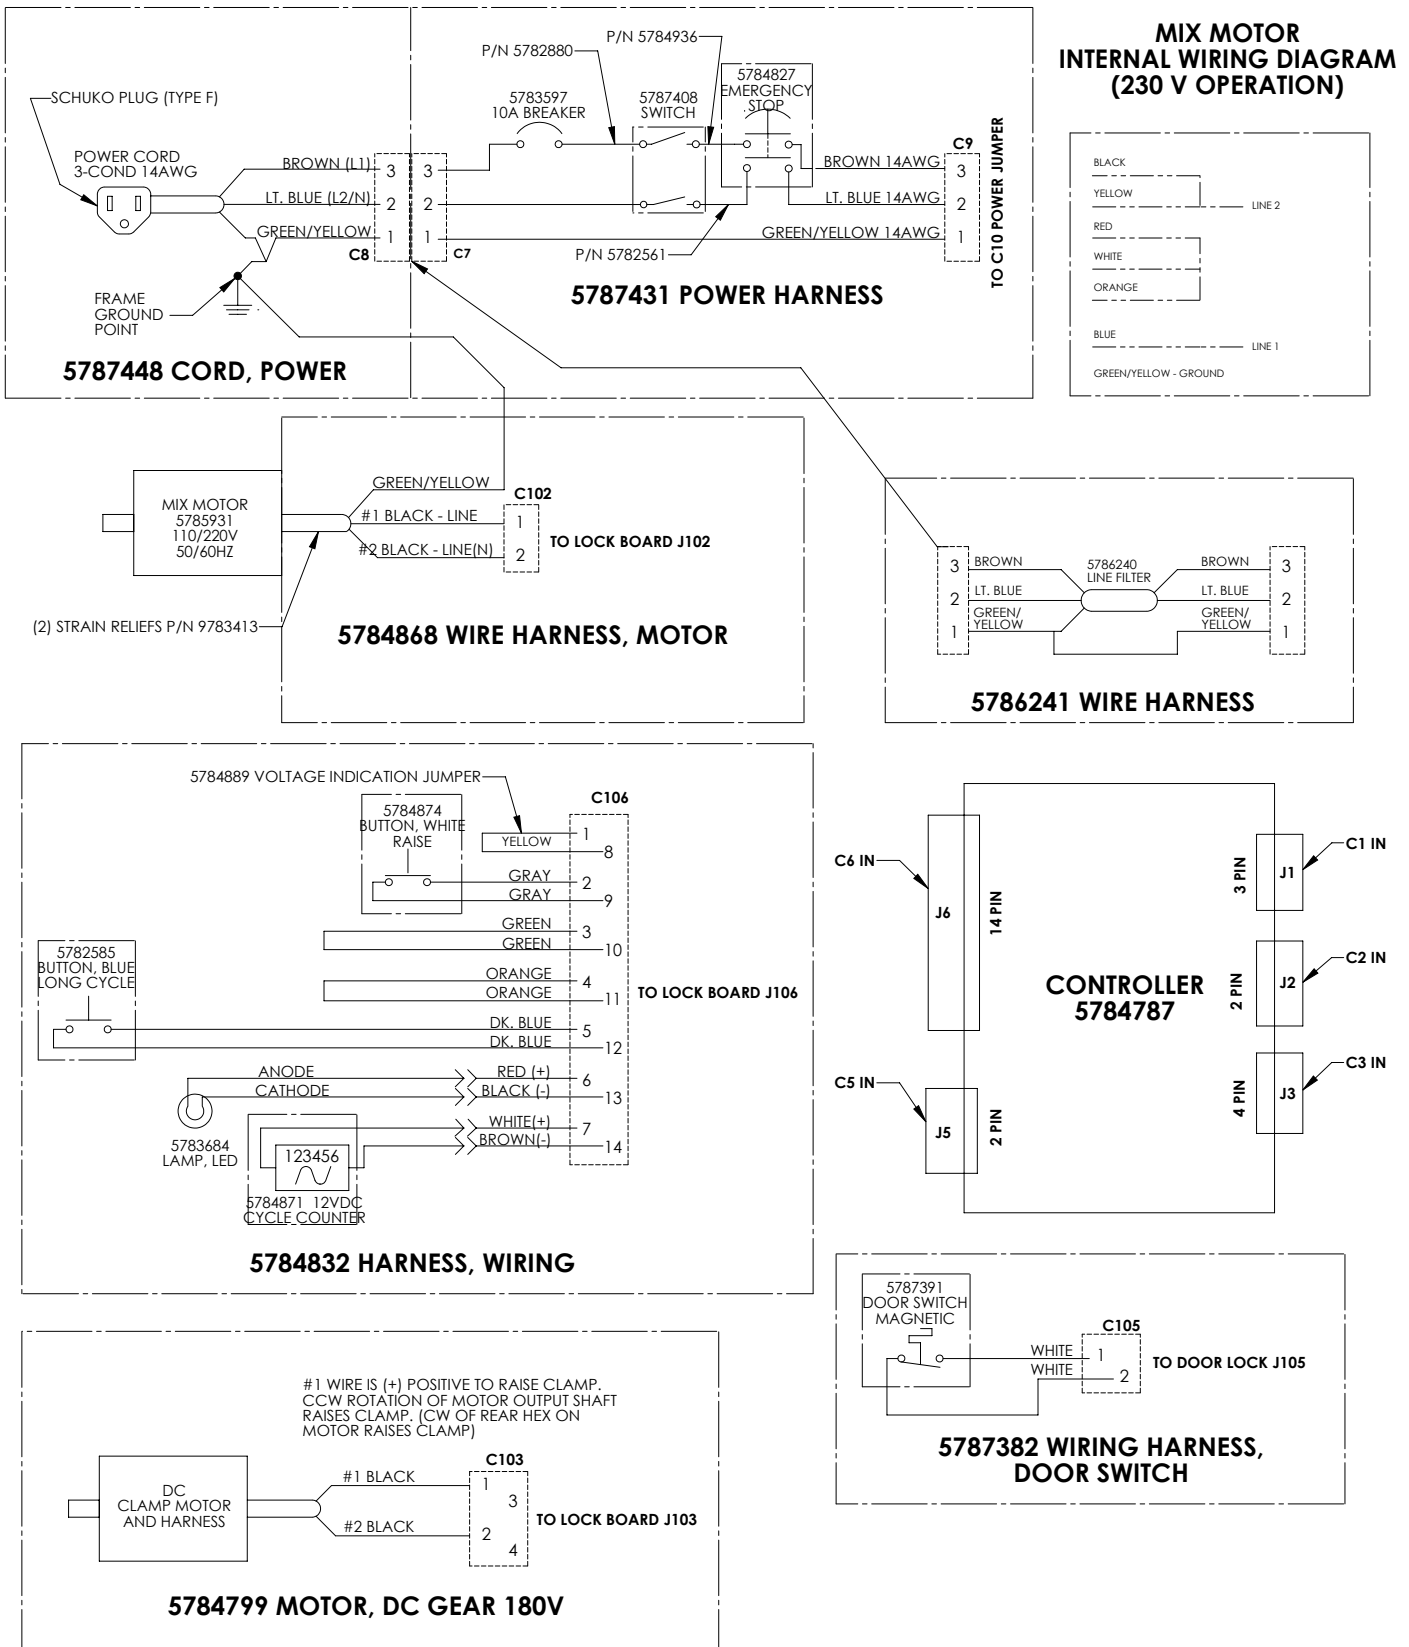 MIX MOTOR
INTERNAL WIRING DIAGRAM
(230 V OPERATION)
P/N 5782880
P/N 5784936
5784827
EMERGENCY
STOP
SCHUKO PLUG (TYPE F)
5783597
10A BREAKER
5787408
SWITCH
POWER CORD
3-COND 14AWG
BROWN (L1)
3
3
BROWN 14AWG
C9
3
LT. BLUE (L2/N)
2
2
LT. BLUE 14AWG
2
GREEN/YELLOW
1
1
GREEN/YELLOW 14AWG
1
C8
C7
P/N 5782561
TO C10 POWER JUMPER
FRAME
GROUND
POINT
5787431 POWER HARNESS
5787448 CORD, POWER
BLACK
YELLOW
LINE 2
RED
WHITE
ORANGE
BLUE
LINE 1
GREEN/YELLOW - GROUND
MIX MOTOR
5785931
110/220V
50/60HZ
GREEN/YELLOW
C102
#1 BLACK - LINE
1
#2 BLACK - LINE(N)
2
TO LOCK BOARD J102
(2) STRAIN RELIEFS P/N 9783413
5784868 WIRE HARNESS, MOTOR
3
BROWN
5786240
LINE FILTER
BROWN
3
2
LT. BLUE
LT. BLUE
2
1
GREEN/
YELLOW
GREEN/
YELLOW
1
5786241 WIRE HARNESS
5784889 VOLTAGE INDICATION JUMPER
C106
5784874
BUTTON, WHITE
RAISE
YELLOW
1
8
GRAY
2
GRAY
9
GREEN
3
GREEN
10
5782585
BUTTON, BLUE
LONG CYCLE
ORANGE
4
ORANGE
11
TO LOCK BOARD J106
DK. BLUE
5
DK. BLUE
12
ANODE
RED (+)
6
CATHODE
BLACK (-)
13
5783684
LAMP, LED
WHITE(+)
7
BROWN(-)
14
123456
5784871 12VDC
CYCLE COUNTER
5784832 HARNESS, WIRING
C6 IN
J6
14 PIN
C5 IN
J5
2 PIN
CONTROLLER
5784787
3 PIN
J1
C1 IN
2 PIN
J2
C2 IN
4 PIN
J3
C3 IN
5787391
DOOR SWITCH
MAGNETIC
C105
WHITE
1
WHITE
2
TO DOOR LOCK J105
5787382 WIRING HARNESS,
DOOR SWITCH
#1 WIRE IS (+) POSITIVE TO RAISE CLAMP.
CCW ROTATION OF MOTOR OUTPUT SHAFT
RAISES CLAMP. (CW OF REAR HEX ON
MOTOR RAISES CLAMP)
DC
CLAMP MOTOR
AND HARNESS
C103
#1 BLACK
1
3
#2 BLACK
2
4
TO LOCK BOARD J103
5784799 MOTOR, DC GEAR 180V